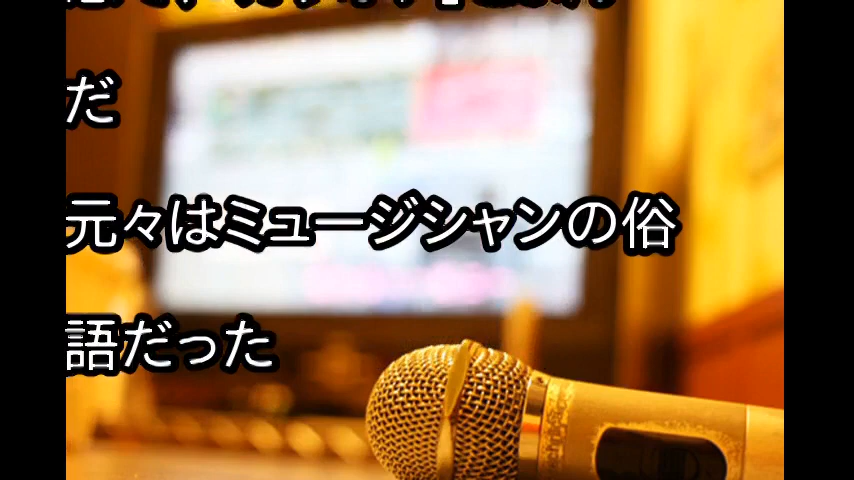 だ
元々はミュージシャンの俗
語だった